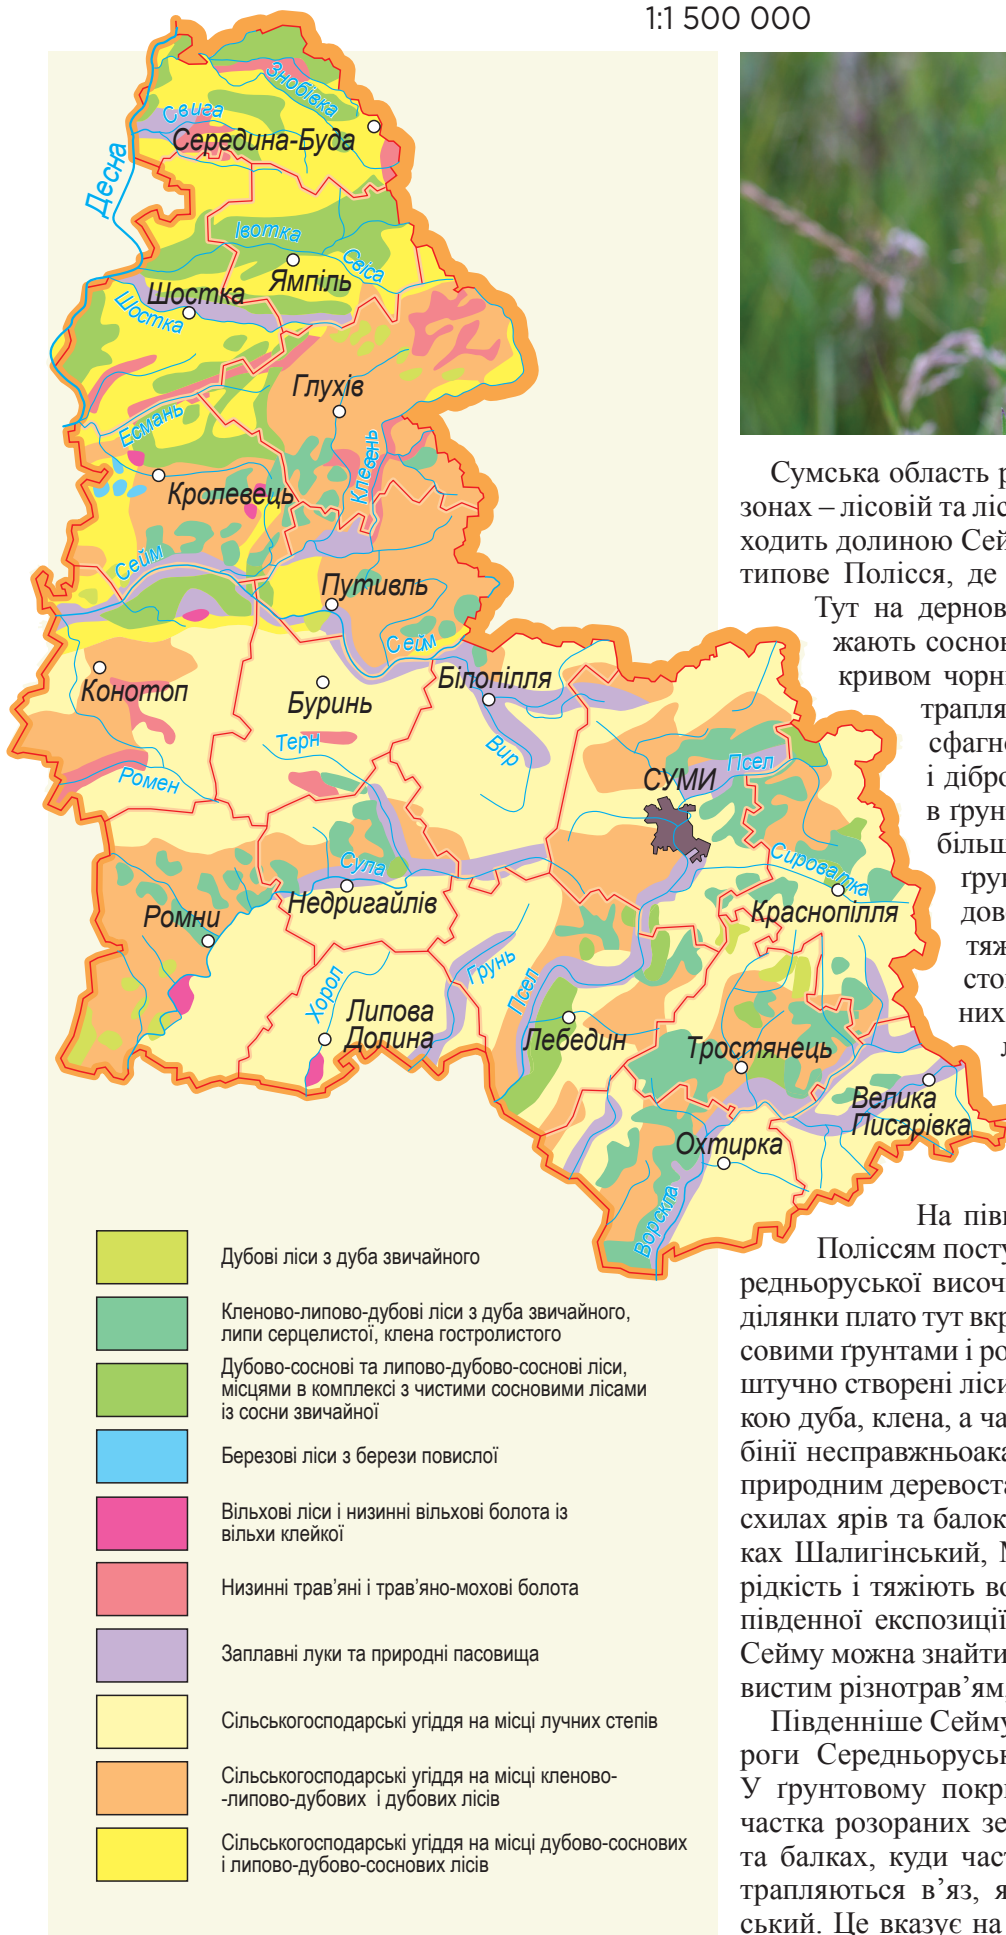 1:1 500 000
Знобівка
Свига
Середина-Буда
Десна
Івотка
Свіса
Ямпіль
Шостка
Шостка
Глухів
Есмань
Клевень
Кролевець
Сейм
Путивль
Сейм
Білопілля
Конотоп
Буринь
Терн
Вир
Ромен
СУМИ
Псел
Сула
Сироватка
Недригайлів
Краснопілля
Ромни
Грунь
Хорол
Псел
Липова
Долина
Лебедин
Тростянець
Велика
Писарівка
Охтирка
Ворскла
Дубові ліси з дуба звичайного
Кленово-липово-дубові ліси з дуба звичайного,
липи серцелистої, клена гостролистого
Дубово-соснові та липово-дубово-соснові ліси,
місцями в комплексі з чистими сосновими лісами
із сосни звичайної
Березові ліси з берези повислої
Вільхові ліси і низинні вільхові болота із
вільхи клейкої
Низинні трав’яні і трав’яно-мохові болота
Заплавні луки та природні пасовища
Сільськогосподарські угіддя на місці лучних степів
Сільськогосподарські угіддя на місці кленово-
-липово-дубових і дубових лісів
Сільськогосподарські угіддя на місці дубово-соснових
і липово-дубово-соснових лісів
Сумська область р
зонах – лісовій та ліс
ходить долиною Сей
типове Полісся, де
Тут на дернов
жають соснов
кривом чорн
трапля
сфагн
і дібро
в ґрун
більш
ґрун
дов
тяж
сто
них
На півн
Поліссям посту
редньоруської височ
ділянки плато тут вкр
совими ґрунтами і ро
штучно створені ліси
кою дуба, клена, а ча
бінії несправжньоака
природним деревоста
схилах ярів та балок
ках Шалигінський, М
рідкість і тяжіють во
південної експозиції
Сейму можна знайти
вистим різнотрав’ям
Південніше Сейму
роги Середньоруськ
У ґрунтовому покри
частка розораних зе
та балках, куди част
трапляються в’яз, я
ський. Це вказує на